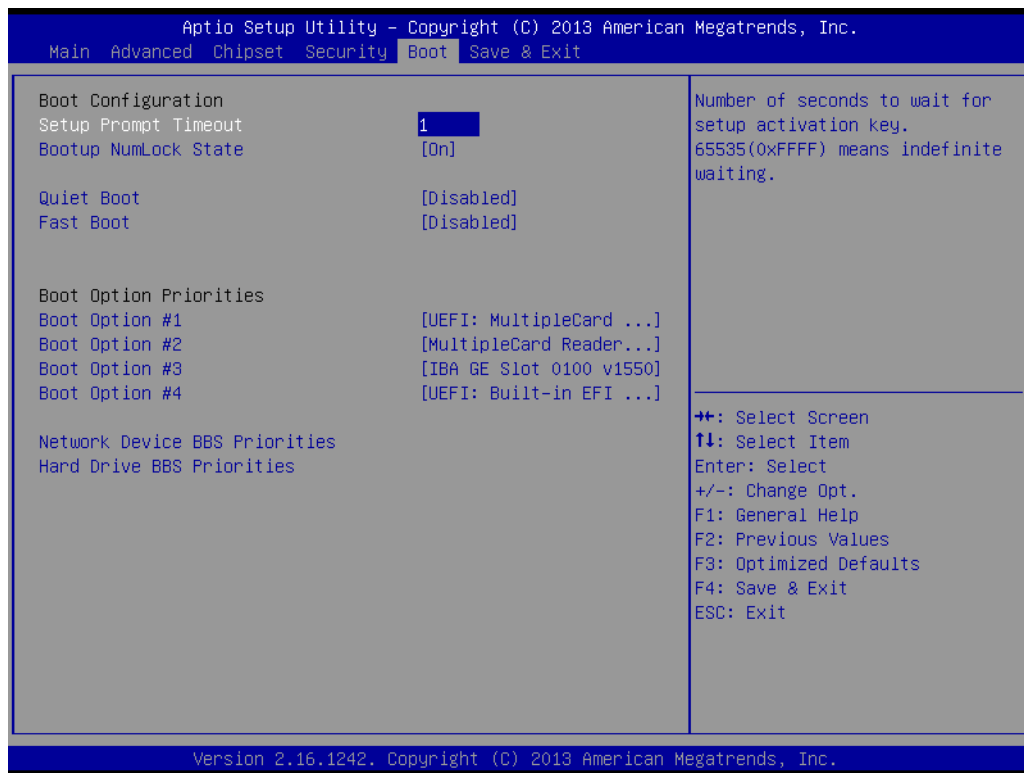 Aptio Setup Utility – Copyright (C) 2013 American Megatrends, Inc.
Main Advanced Chipset Security Boot Save & Exit
Boot Configuration
Setup Prompt Timeout 1
Bootup NumLock State [On]
Quiet Boot [Disabled]
Fast Boot [Disabled]
Boot Option Priorities
Boot Option #1 [UEFI: MultipleCard ...]
Boot Option #2 [MultipleCard Reader...]
Boot Option #3 [IBA GE Slot 0100 v1550]
Boot Option #4 [UEFI: Built-in EFI ...]
Network Device BBS Priorities
Hard Drive BBS Priorities
Number of seconds to wait for
setup activation key.
65535(0xFFFF) means indefinite
waiting.
→←: Select Screen
↑↓: Select Item
Enter: Select
+/-: Change Opt.
F1: General Help
F2: Previous Values
F3: Optimized Defaults
F4: Save & Exit
ESC: Exit
Version 2.16.1242. Copyright (C) 2013 American Megatrends, Inc.